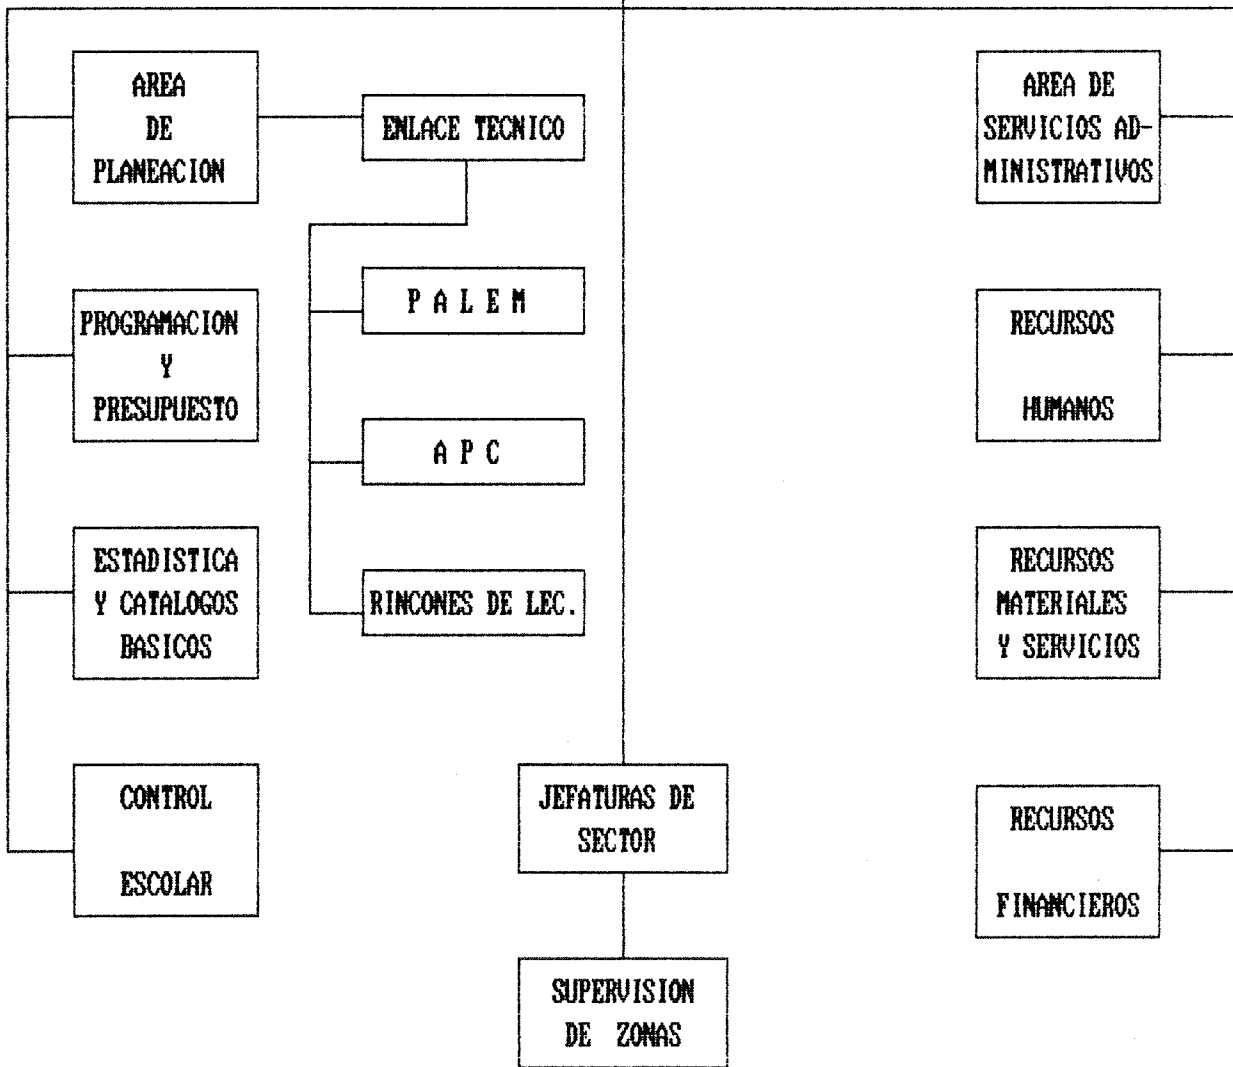 AREA
DE
PLANEACION
ENLACE TECNICO
AREA DE
SERVICIOS AD-
MINISTRATIVOS
P A L E M
PROGRAMACION
Y
PRESUPUESTO
RECURSOS
HUMANOS
A P C
ESTADISTICA
Y CATALOGOS
BASICOS
RINCONES DE LEC.
RECURSOS
MATERIALES
Y SERVICIOS
CONTROL
ESCOLAR
JEFATURAS DE
SECTOR
RECURSOS
FINANCIEROS
SUPERVISION
DE ZONAS